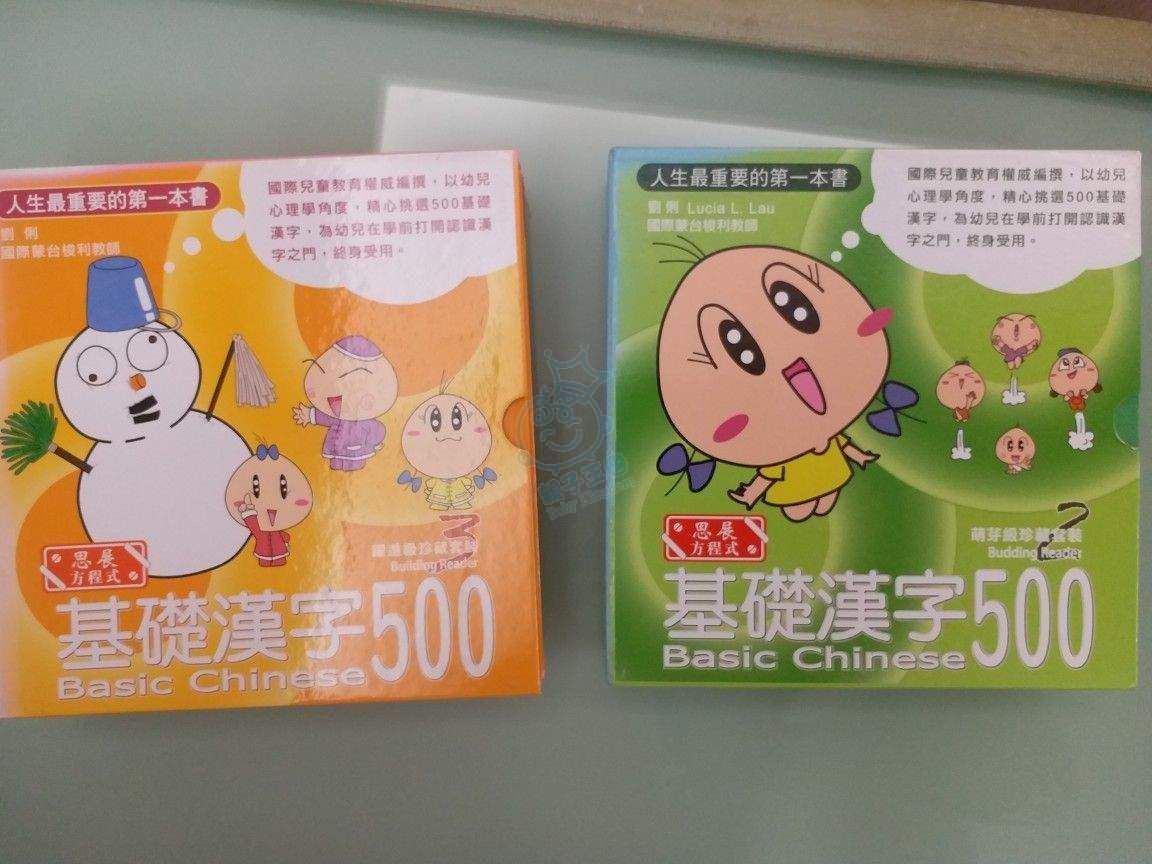 人生最重要的第一本書
劉 俐
國際蒙台梭利教師
國際兒童教育權威編撰，以幼兒
心理學角度，精心挑選500基礎
漢字，為幼兒在學前打開認識漢
字之門，終身受用。
思展
方程式
3
珍藏套裝
Building Reader
基礎漢字500
Basic Chinese
人生最重要的第一本書
劉 俐 Lucia L. Lau
國際蒙台梭利教師
國際兒童教育權威編撰，以幼兒
心理學角度，精心挑選500基礎
漢字，為幼兒在學前打開認識漢
字之門，終身受用。
思展
方程式
2
萌芽級珍藏套裝
Budding Reader
基礎漢字500
Basic Chinese